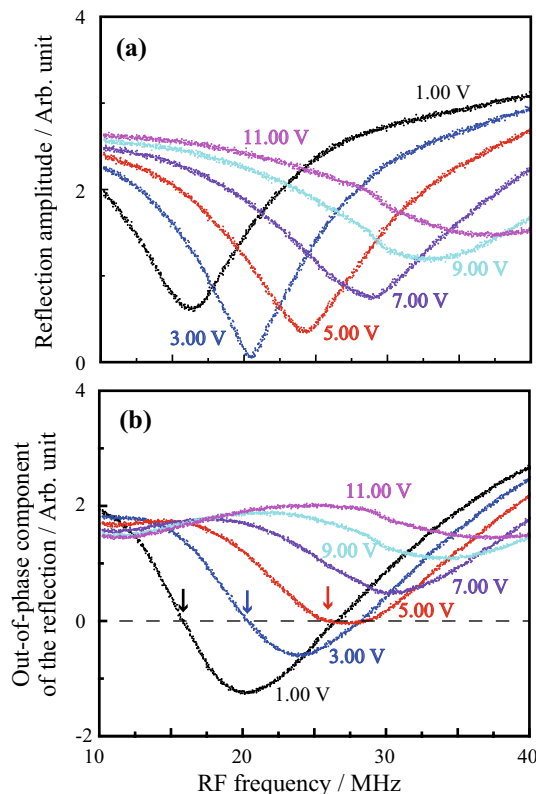 4
(a)
1.00 V
11.00 V
2
9.00 V
7.00 V
3.00 V
5.00 V
0
Reflection amplitude / Arb. unit
4
(b)
11.00 V
2
9.00 V
7.00 V
5.00 V
0
3.00 V
1.00 V
-2
Out-of-phase component
of the reflection / Arb. unit
10
20
30
40
RF frequency / MHz